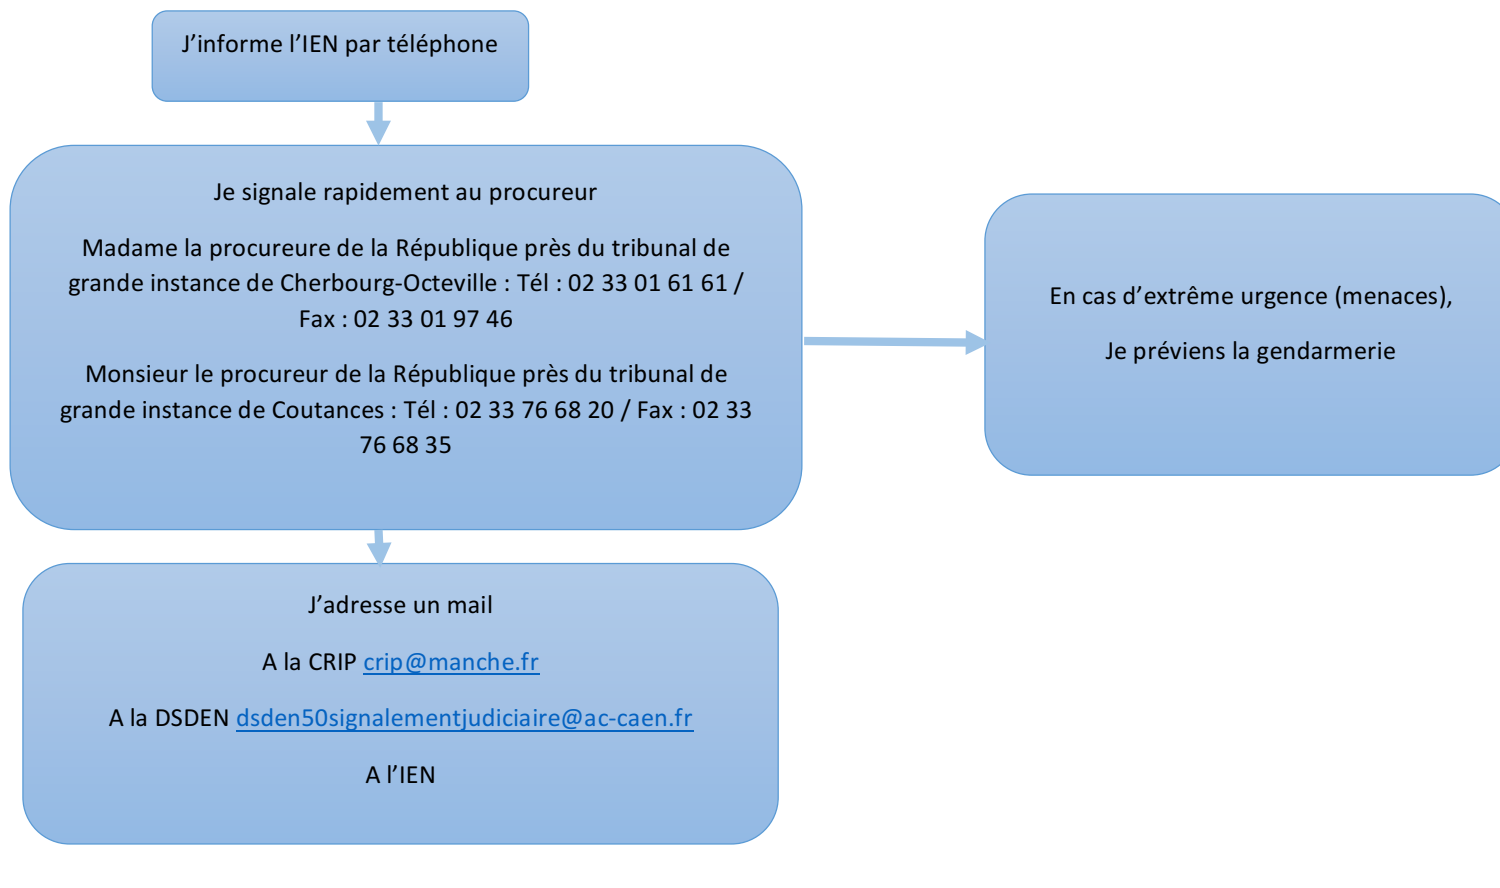 J’informe l’IEN par téléphone
Je signale rapidement au procureur
Madame la procureure de la République près du tribunal de
grande instance de Cherbourg-Octeville : Tél : 02 33 01 61 61 /
Fax : 02 33 01 97 46
Monsieur le procureur de la République près du tribunal de
grande instance de Coutances : Tél : 02 33 76 68 20 / Fax : 02 33
76 68 35
En cas d’extrême urgence (menaces),
Je préviens la gendarmerie
J’adresse un mail
A la CRIP crip@manche.fr
A la DSDEN dsden50signalementjudiciaire@ac-caen.fr
A l’IEN